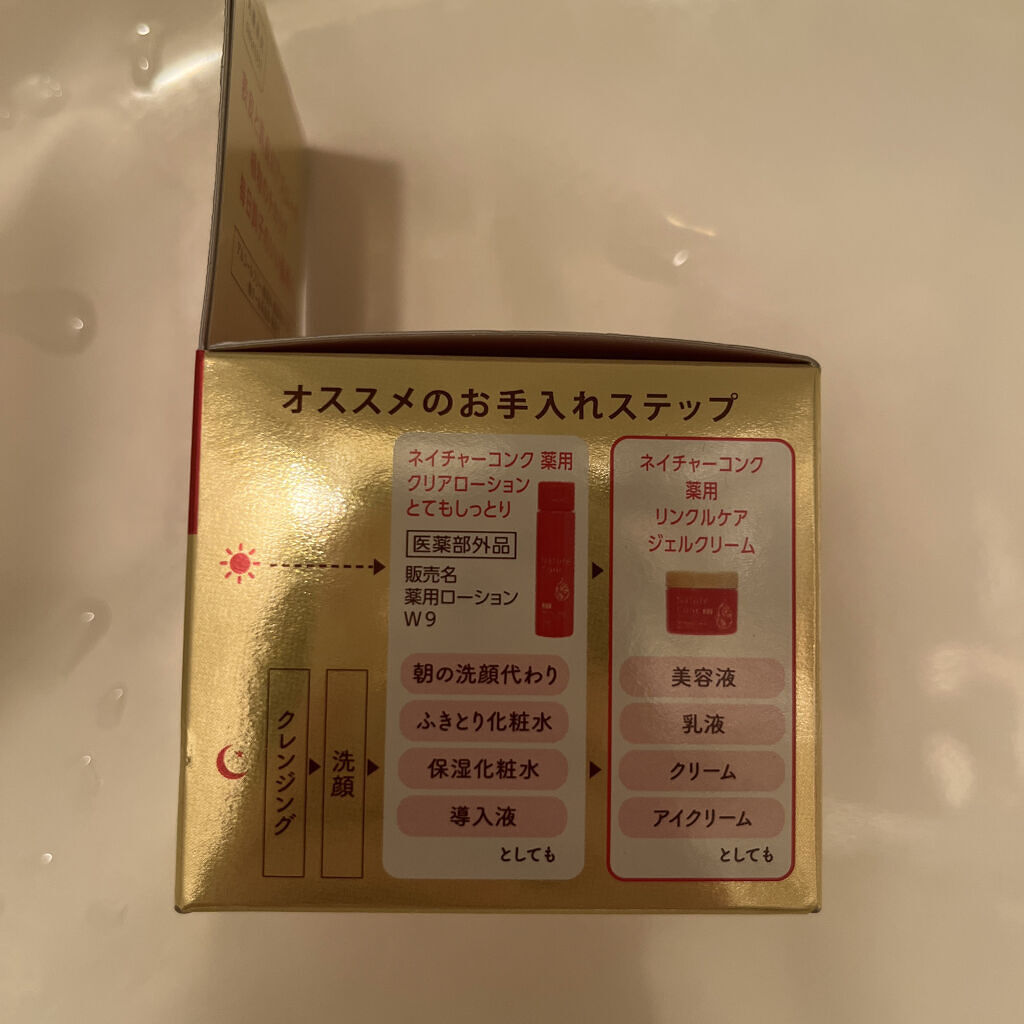 オススメのお手入れステップ
ネイチャーコンク 薬用
クリアローション
とてもしっとり
医薬部外品
販売名
薬用ローション
W9
朝の洗顔代わり
ふきとり化粧水
保湿化粧水
導入液
としても
ネイチャーコンク
薬用
リンクルケア
ジェルクリーム
美容液
乳液
クリーム
アイクリーム
としても
クレンジング
洗顔